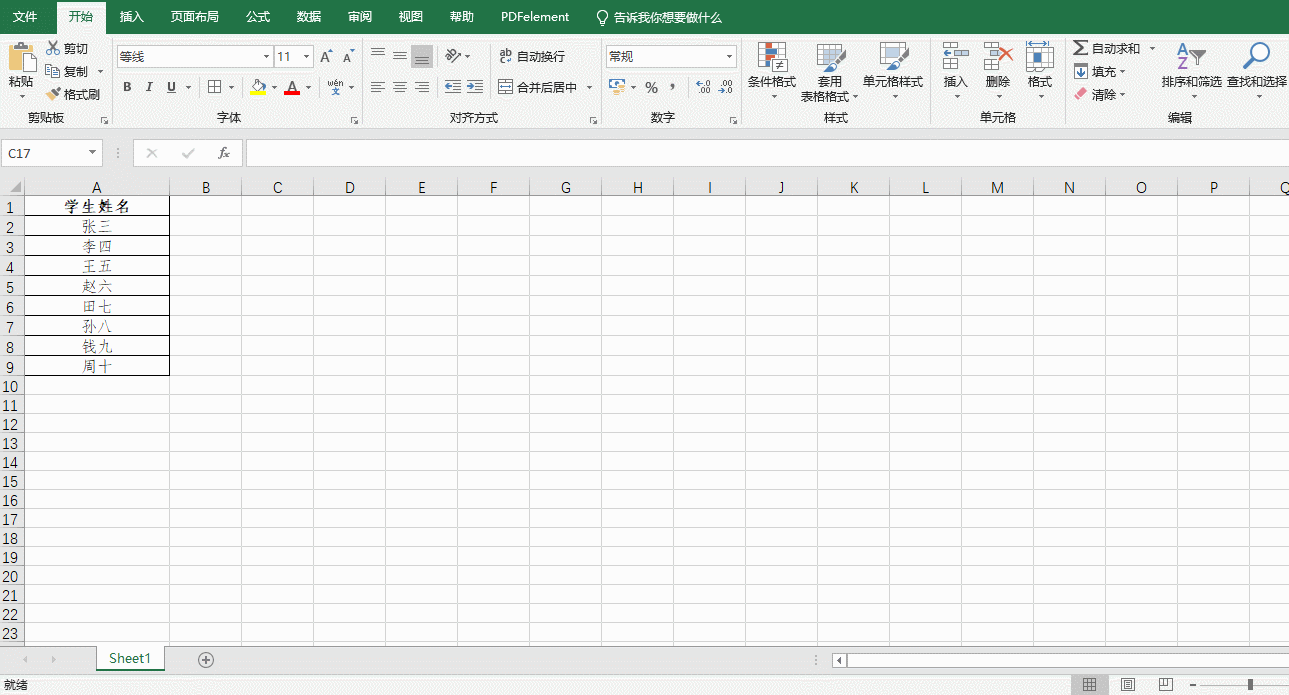 文件 开始 插入 页面布局 公式 数据 审阅 视图 帮助 PDFelement 告诉我你想要做什么
剪切
复制
格式刷
粘贴
剪贴板
等线 11
B I U
wén
文
字体
ab 自动换行
合并后居中
对齐方式
常规
%
数字
条件格式
套用
表格格式
单元格样式
样式
插入 删除 格式
单元格
自动求和
填充
清除
排序和筛选 查找和选择
编辑
C17 fx
A B C D E F G H I J K L M N O P Q
1 学生姓名
2 张三
3 李四
4 王五
5 赵六
6 田七
7 孙八
8 钱九
9 周十
10
11
12
13
14
15
16
17
18
19
20
21
22
23
Sheet1
就绪